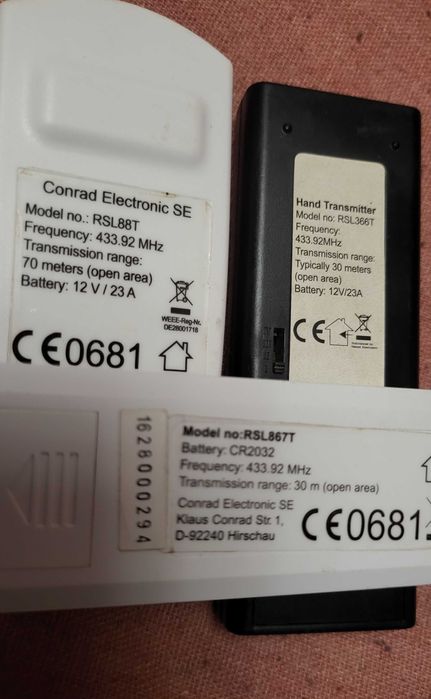 Conrad Electronic SE
Model no.: RSL88T
Frequency: 433.92 MHz
Transmission range:
70 meters (open area)
Battery: 12 V / 23 A
WEEE-Reg-Nr.
DE28001718
CE0681
Hand Transmitter
Model no: RSL366T
Frequency:
433.92MHz
Transmission range:
Typically 30 meters
(open area)
Battery: 12V/23A
CE
1628000294
Model no:RSL867T
Battery: CR2032
Frequency: 433.92 MHz
Transmission range: 30 m (open area)
Conrad Electronic SE
Klaus Conrad Str. 1,
D-92240 Hirschau
CE0681